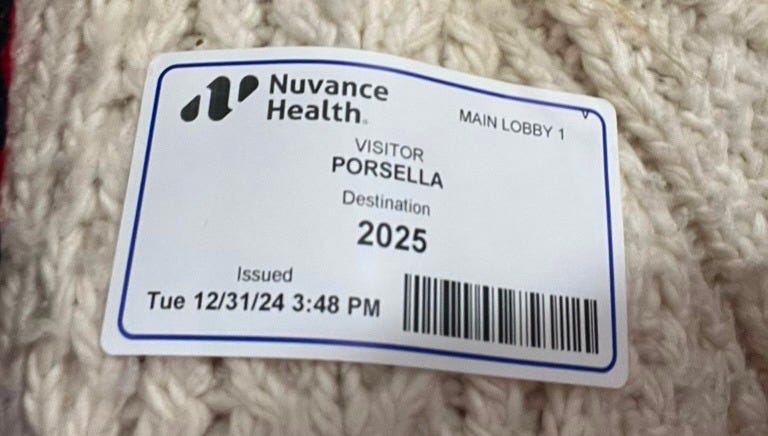 Nuvance
Health®
MAIN LOBBY 1
VISITOR
PORSELLA
Destination
2025
Issued
Tue 12/31/24 3:48 PM